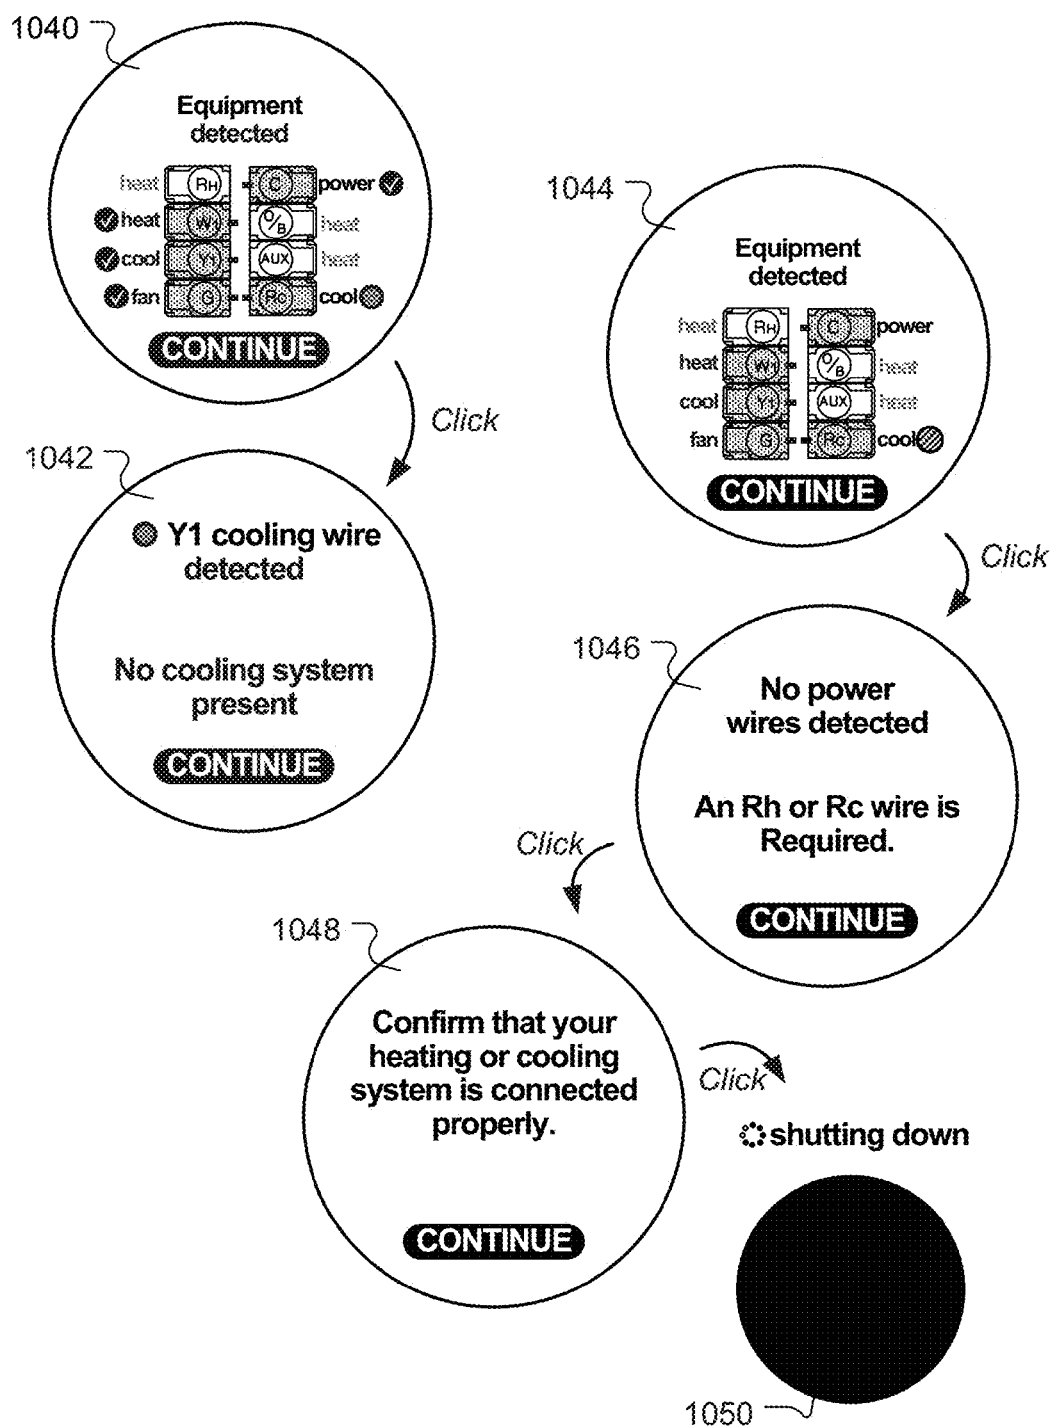 1040
Equipment
detected
heat RH C power
heat W1 O/B heat
cool Y1 AUX heat
fan G Rc cool
CONTINUE
Click
1042
Y1 cooling wire
detected
No cooling system
present
CONTINUE
1044
Equipment
detected
heat RH C power
heat W1 O/B heat
cool Y1 AUX heat
fan G Rc cool
CONTINUE
Click
1046
No power
wires detected
An Rh or Rc wire is
Required.
CONTINUE
Click
1048
Confirm that your
heating or cooling
system is connected
properly.
CONTINUE
Click
shutting down
1050